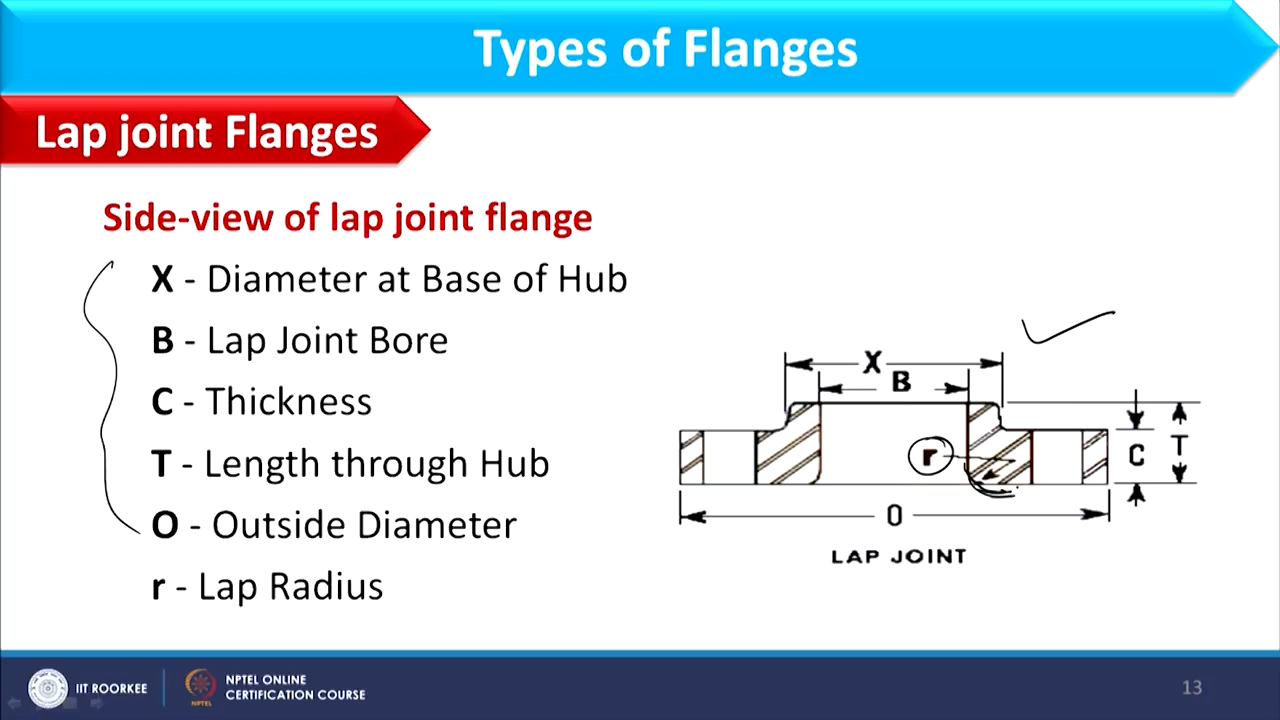 Types of Flanges
Lap joint Flanges
Side-view of lap joint flange
X - Diameter at Base of Hub
B - Lap Joint Bore
C - Thickness
T - Length through Hub
O - Outside Diameter
r - Lap Radius
X
B
r
C
T
O
LAP JOINT
IIT ROORKEE
NPTEL
NPTEL ONLINE
CERTIFICATION COURSE
13